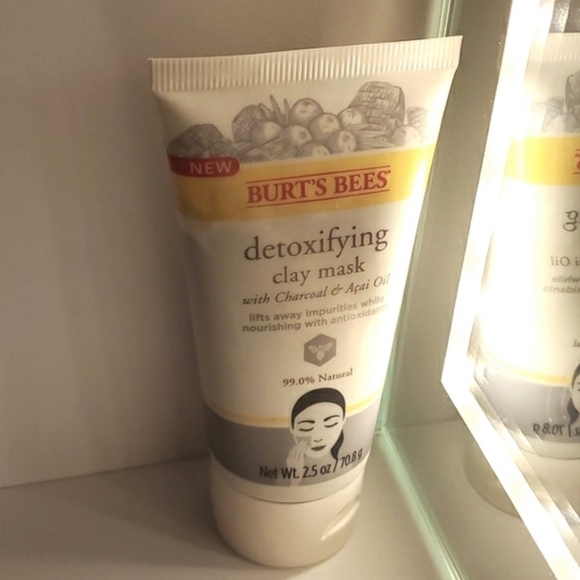 NEW
BURT'S BEES
detoxifying
clay mask
with Charcoal & Açai Oil
lifts away impurities while
nourishing with antioxidants
99.0% Natural
Net Wt. 2.5 oz / 70.8 g